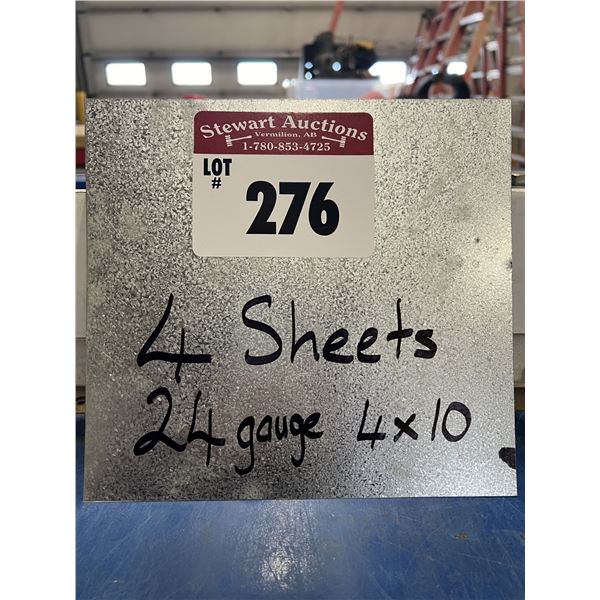 Stewart Auctions
Vermilion, AB
1-780-853-4725
LOT
#
276
4 Sheets
24 gauge 4x10